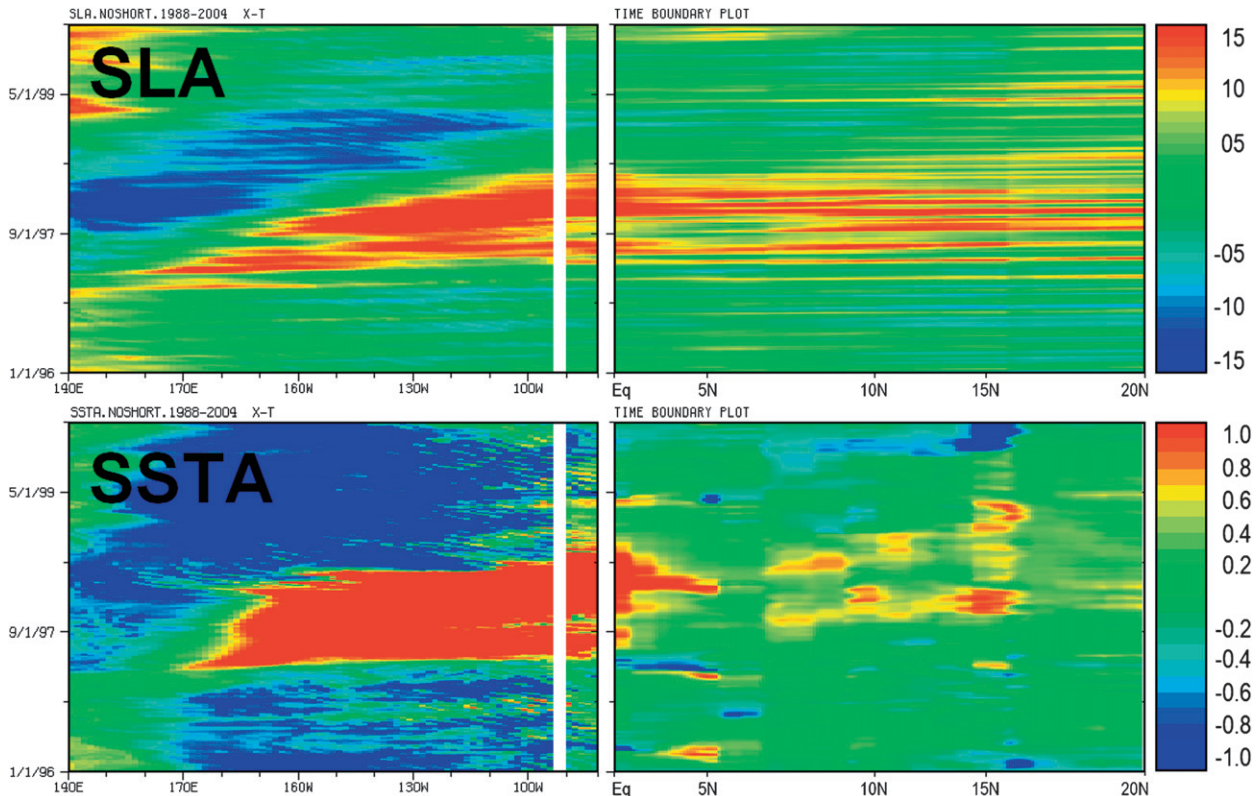 SLA.NOSHORT.1988-2004 X-T
TIME BOUNDARY PLOT
SLA
5/1/99
9/1/97
1/1/96
140E
170E
160W
130W
100W
Eq
5N
10N
15N
20N
15
10
05
-05
-10
-15
SSTA.NOSHORT.1988-2004 X-T
TIME BOUNDARY PLOT
SSTA
5/1/99
9/1/97
1/1/96
140E
170E
160W
130W
100W
Eq
5N
10N
15N
20N
1.0
0.8
0.6
0.4
0.2
-0.2
-0.4
-0.6
-0.8
-1.0